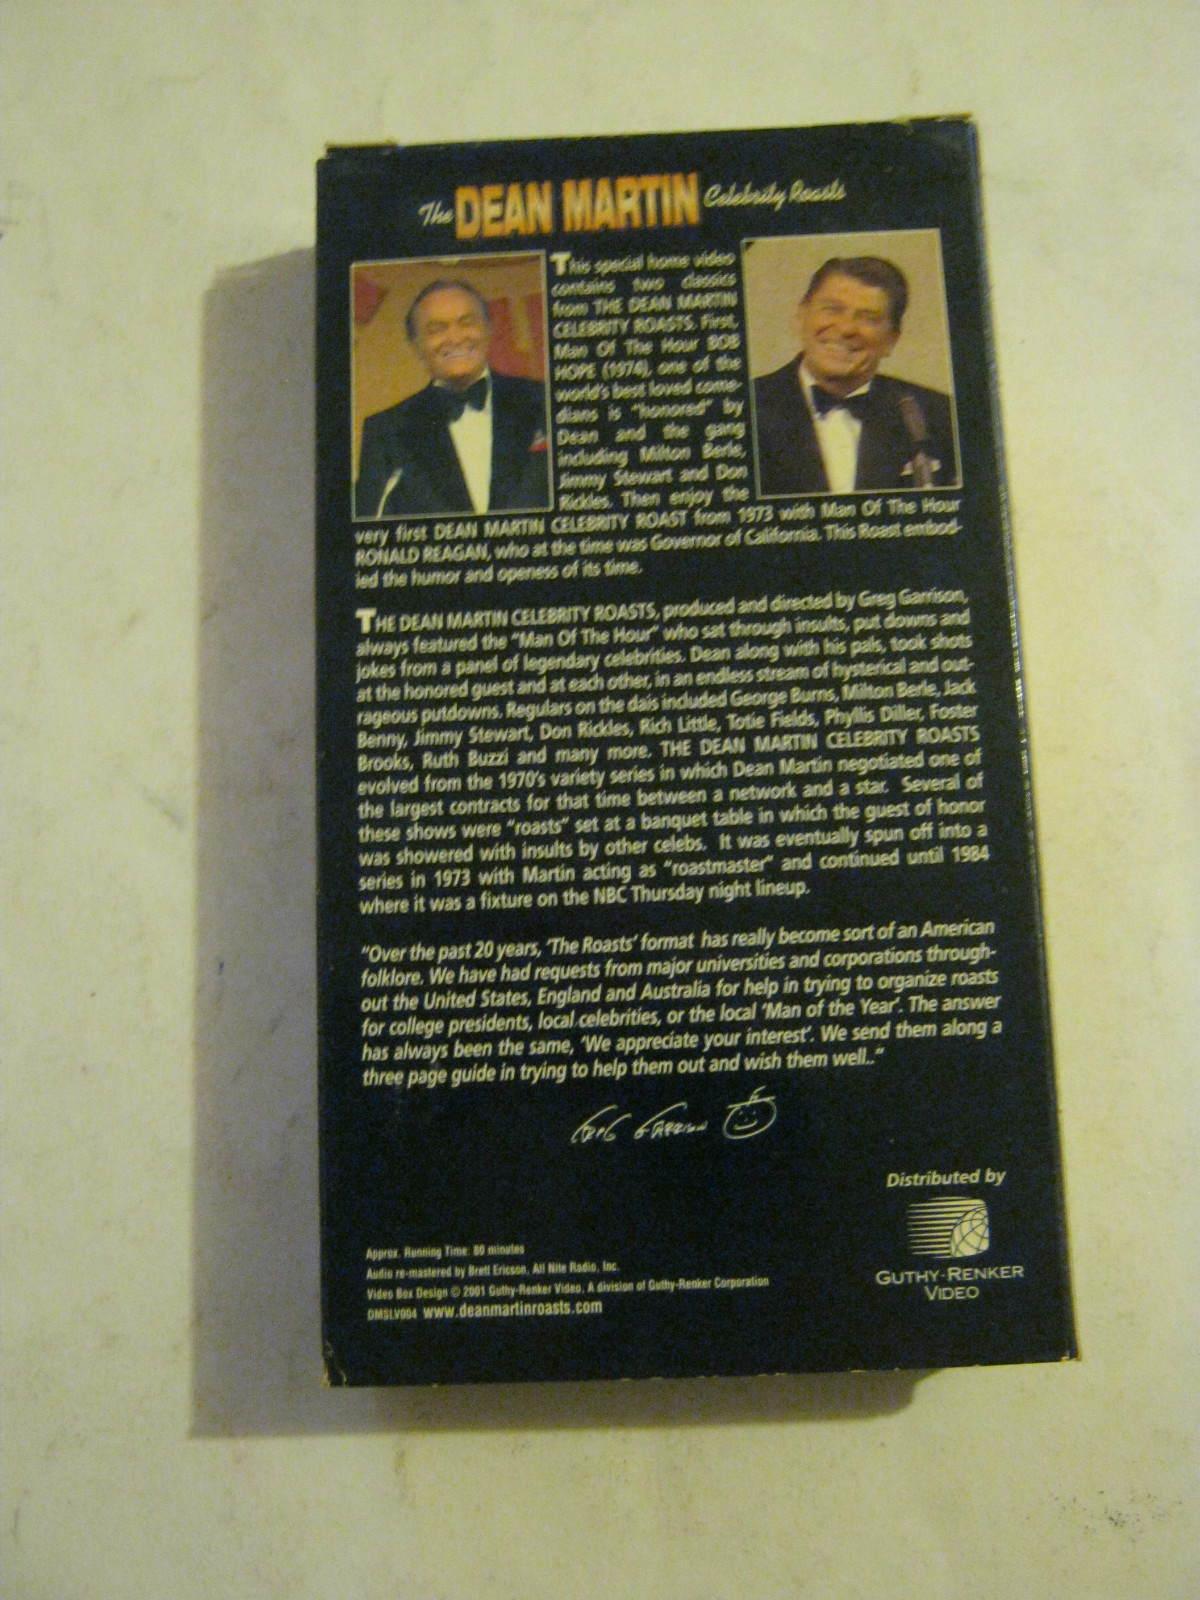 The DEAN MARTIN Celebrity Roasts
This special home video
contains two classics
from THE DEAN MARTIN
CELEBRITY ROASTS. First,
Man Of The Hour BOB
HOPE (1974), one of the
world's best loved come-
dians is "honored" by
Dean and the gang
including Milton Berle,
Jimmy Stewart and Don
Rickles. Then enjoy the
very first DEAN MARTIN CELEBRITY ROAST from 1973 with Man Of The Hour
RONALD REAGAN, who at the time was Governor of California. This Roast embod-
ied the humor and openess of its time.
THE DEAN MARTIN CELEBRITY ROASTS, produced and directed by Greg Garrison,
always featured the "Man Of The Hour" who sat through insults, put downs and
jokes from a panel of legendary celebrities. Dean along with his pals, took shots
at the honored guest and at each other, in an endless stream of hysterical and out-
rageous putdowns. Regulars on the dais included George Burns, Milton Berle, Jack
Benny, Jimmy Stewart, Don Rickles, Rich Little, Totie Fields, Phyllis Diller, Foster
Brooks, Ruth Buzzi and many more. THE DEAN MARTIN CELEBRITY ROASTS
evolved from the 1970's variety series in which Dean Martin negotiated one of
the largest contracts for that time between a network and a star. Several of
these shows were "roasts" set at a banquet table in which the guest of honor
was showered with insults by other celebs. It was eventually spun off into a
series in 1973 with Martin acting as "roastmaster" and continued until 1984
where it was a fixture on the NBC Thursday night lineup.
"Over the past 20 years, 'The Roasts' format has really become sort of an American
folklore. We have had requests from major universities and corporations through-
out the United States, England and Australia for help in trying to organize roasts
for college presidents, local celebrities, or the local 'Man of the Year'. The answer
has always been the same, 'We appreciate your interest'. We send them along a
three page guide in trying to help them out and wish them well.."
Greg Garrison
Distributed by
GUTHY-RENKER
VIDEO
Approx. Running Time: 80 minutes
Audio re-mastered by Brett Ericson, All Nite Radio, Inc.
Video Box Design © 2001 Guthy-Renker Video, A division of Guthy-Renker Corporation
DMSLV004 www.deanmartinroasts.com